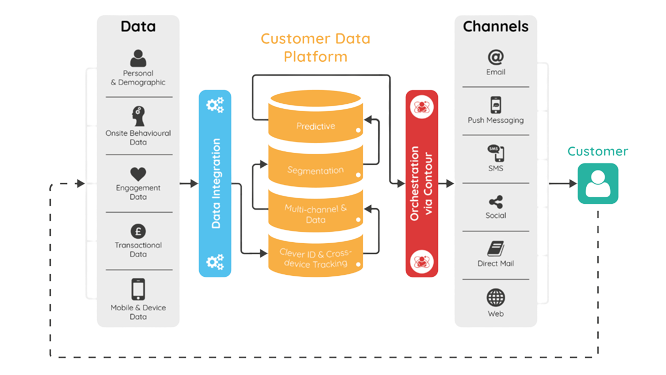 Data
Personal
& Demographic
Onsite Behavioural
Data
Engagement
Data
£
Transactional
Data
Mobile & Device
Data
Data Integration
Customer Data
Platform
Predictive
Segmentation
Multi-channel &
Data
Clever ID & Cross-
device Tracking
Orchestration
via Contour
Channels
@
Email
Push Messaging
SMS
SMS
Social
Direct Mail
Web
Customer